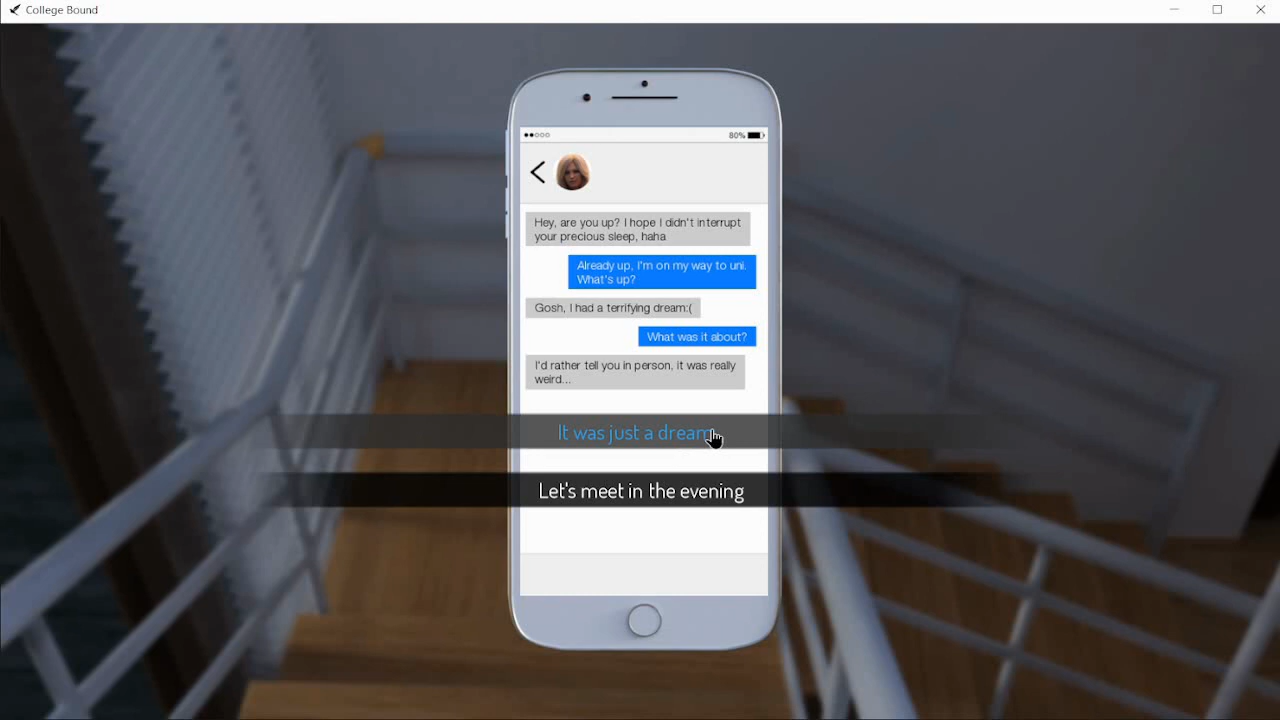 College Bound
80%
Hey, are you up? I hope I didn't interrupt
your precious sleep, haha
Already up, I'm on my way to uni.
What's up?
Gosh, I had a terrifying dream:(
What was it about?
I'd rather tell you in person, it was really
weird...
It was just a dream
Let's meet in the evening